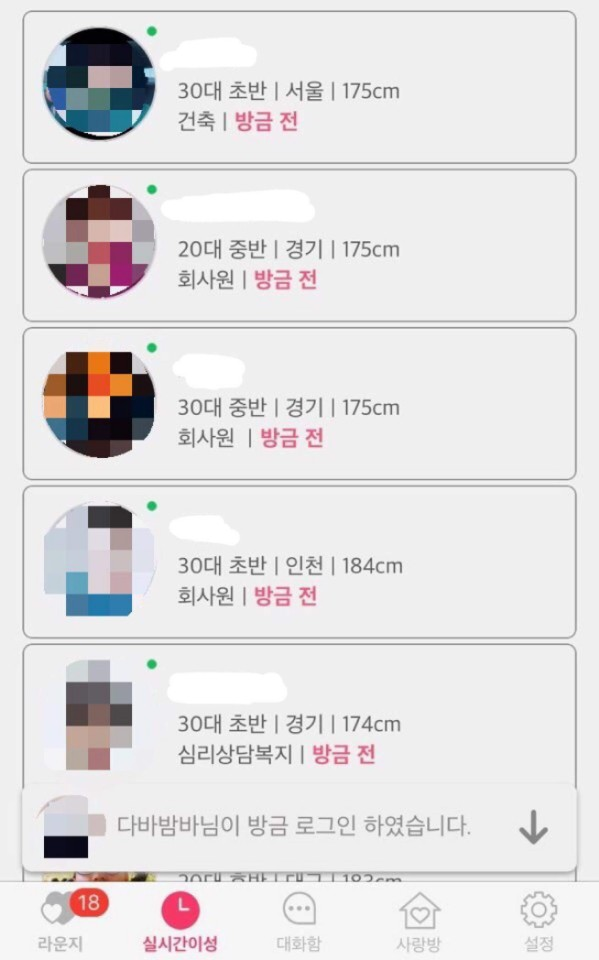 30대 초반 | 서울 | 175cm
건축 | 방금 전
20대 중반 | 경기 | 175cm
회사원 | 방금 전
30대 중반 | 경기 | 175cm
회사원 | 방금 전
30대 초반 | 인천 | 184cm
회사원 | 방금 전
30대 초반 | 경기 | 174cm
심리상담복지 | 방금 전
다바밤바님이 방금 로그인 하였습니다.
20대 후반 | 대구 | 183cm
18
라운지 실시간이성 대화함 사랑방 설정